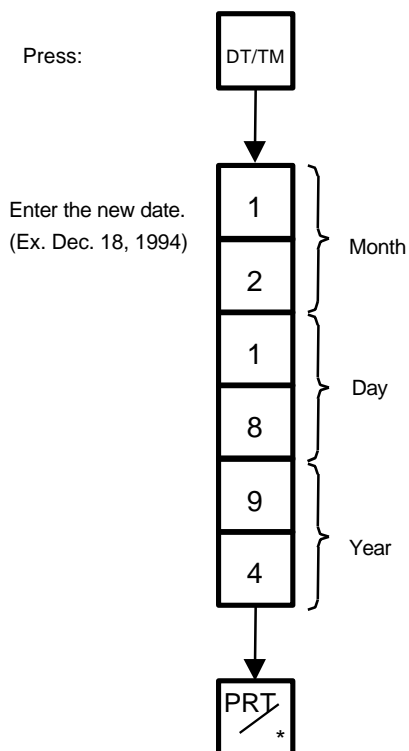 Press:
DT/TM
Enter the new date.
(Ex. Dec. 18, 1994)
1
2
Month
1
8
Day
9
4
Year
PRT
*